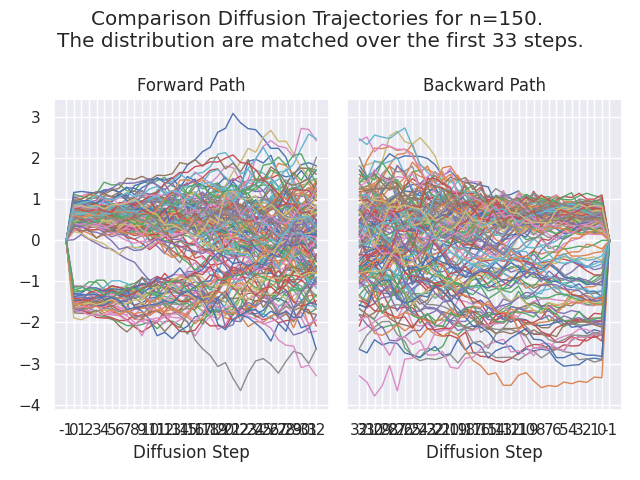 Comparison Diffusion Trajectories for n=150.
The distribution are matched over the first 33 steps.
Forward Path
Backward Path
3
2
1
0
−1
−2
−3
−4
Diffusion Step
Diffusion Step